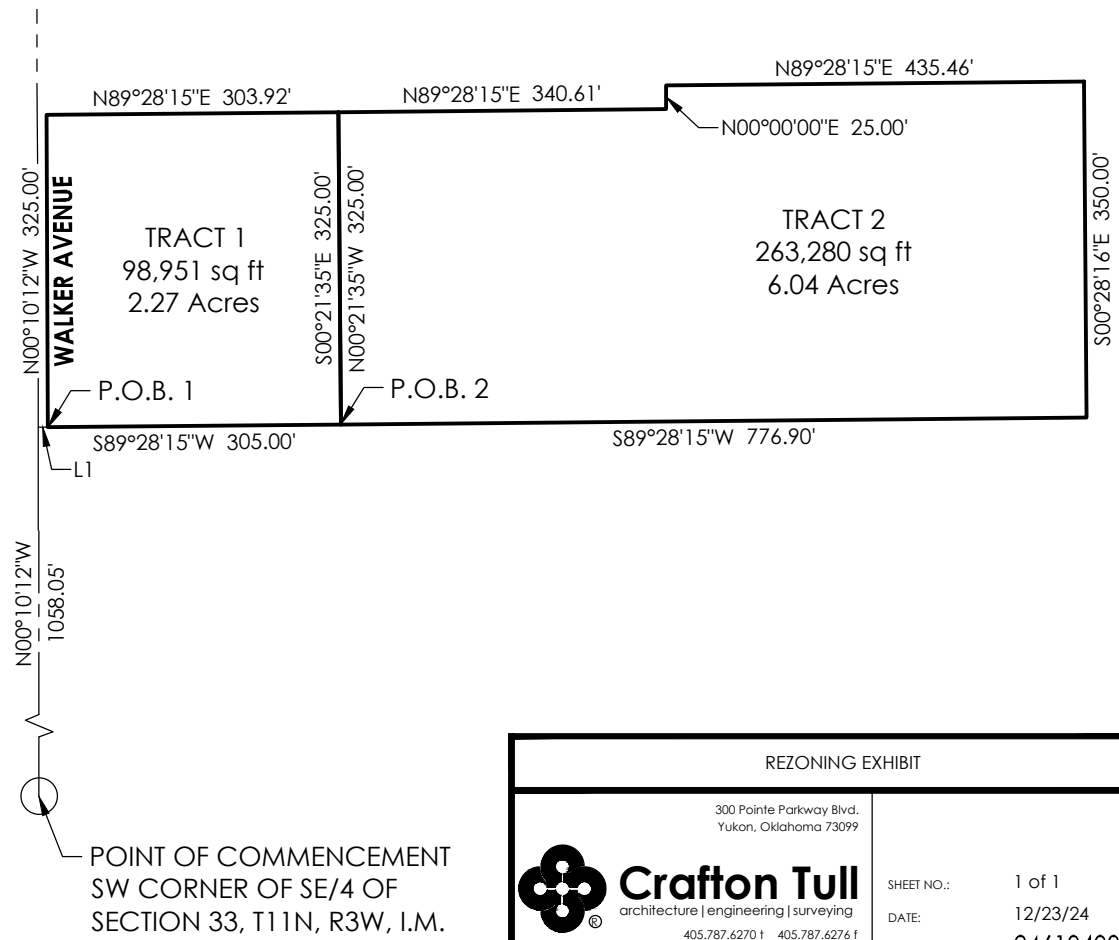 N89°28'15"E 435.46'
N89°28'15"E 303.92'
N89°28'15"E 340.61'
N00°00'00"E 25.00'
N00°10'12"W 325.00'
WALKER AVENUE
TRACT 1
98,951 sq ft
2.27 Acres
S00°21'35"E 325.00'
N00°21'35"W 325.00'
TRACT 2
263,280 sq ft
6.04 Acres
S00°28'16"E 350.00'
P.O.B. 1
P.O.B. 2
S89°28'15"W 305.00'
S89°28'15"W 776.90'
L1
N00°10'12"W
1058.05'
POINT OF COMMENCEMENT
SW CORNER OF SE/4 OF
SECTION 33, T11N, R3W, I.M.
REZONING EXHIBIT
300 Pointe Parkway Blvd.
Yukon, Oklahoma 73099
Crafton Tull
®
architecture | engineering | surveying
405.787.6270 t 405.787.6276 f
SHEET NO.: 1 of 1
DATE: 12/23/24